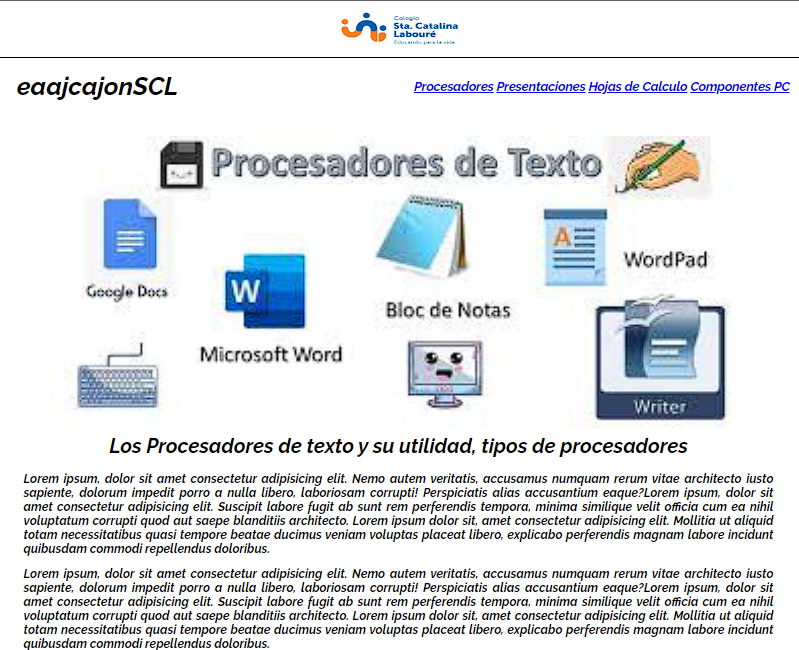 Colegio
Sta. Catalina
Labouré
Educando para la vida
eaajcajonSCL
Procesadores Presentaciones Hojas de Calculo Componentes PC
Procesadores de Texto
Google Docs
W
Microsoft Word
Bloc de Notas
A
WordPad
Writer
Los Procesadores de texto y su utilidad, tipos de procesadores
Lorem ipsum, dolor sit amet consectetur adipisicing elit. Nemo autem veritatis, accusamus numquam rerum vitae architecto iusto
sapiente, dolorum impedit porro a nulla libero, laboriosam corrupti! Perspiciatis alias accusantium eaque?Lorem ipsum, dolor sit
amet consectetur adipisicing elit. Suscipit labore fugit ab sunt rem perferendis tempora, minima similique velit officia cum ea nihil
voluptatum corrupti quod aut saepe blanditiis architecto. Lorem ipsum dolor sit, amet consectetur adipisicing elit. Mollitia ut aliquid
totam necessitatibus quasi tempore beatae ducimus veniam voluptas placeat libero, explicabo perferendis magnam labore incidunt
quibusdam commodi repellendus doloribus.
Lorem ipsum, dolor sit amet consectetur adipisicing elit. Nemo autem veritatis, accusamus numquam rerum vitae architecto iusto
sapiente, dolorum impedit porro a nulla libero, laboriosam corrupti! Perspiciatis alias accusantium eaque?Lorem ipsum, dolor sit
amet consectetur adipisicing elit. Suscipit labore fugit ab sunt rem perferendis tempora, minima similique velit officia cum ea nihil
voluptatum corrupti quod aut saepe blanditiis architecto. Lorem ipsum dolor sit, amet consectetur adipisicing elit. Mollitia ut aliquid
totam necessitatibus quasi tempore beatae ducimus veniam voluptas placeat libero, explicabo perferendis magnam labore incidunt
quibusdam commodi repellendus doloribus.